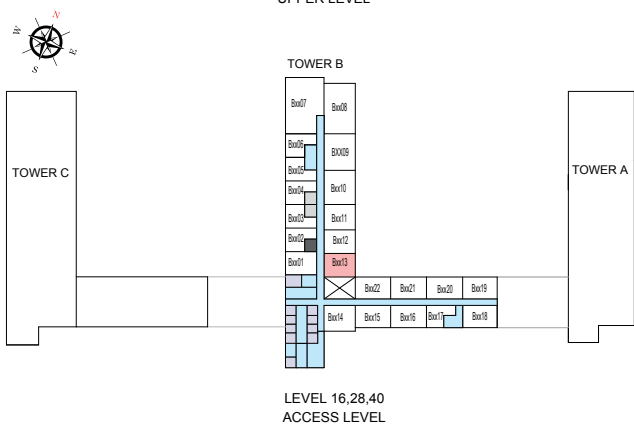 UPPER LEVEL
N
W
E
S
TOWER B
Bxx07
Bxx08
Bxx06
BXX09
Bxx05
TOWER C
TOWER A
Bxx04
Bxx10
Bxx03
Bxx11
Bxx02
Bxx12
Bxx01
Bxx13
Bxx22
Bxx21
Bxx20
Bxx19
Bxx14
Bxx15
Bxx16
Bxx17
Bxx18
LEVEL 16,28,40
ACCESS LEVEL